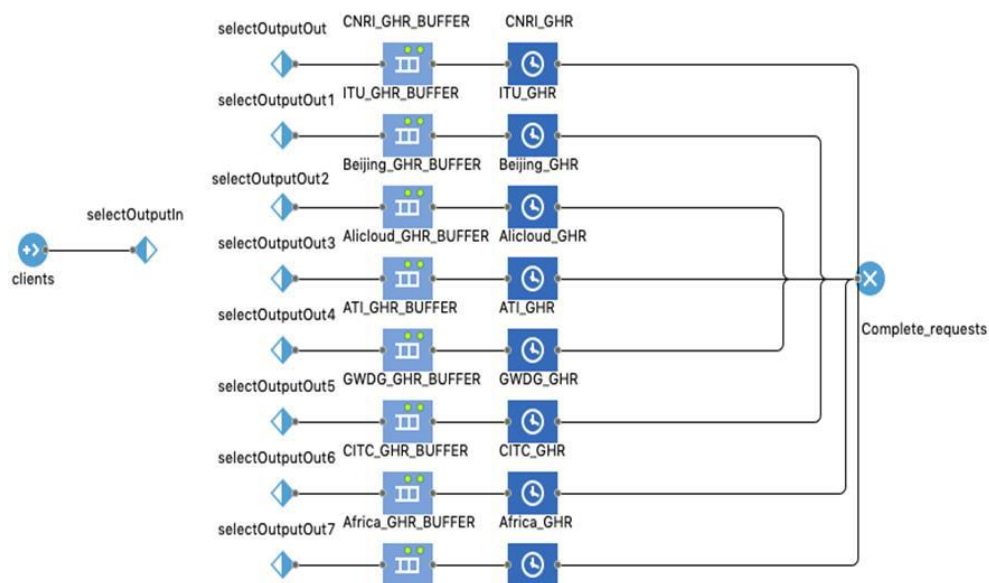 CNRI_GHR_BUFFER CNRI_GHR
selectOutputOut
ITU_GHR_BUFFER ITU_GHR
selectOutputOut1
Beijing_GHR_BUFFER Beijing_GHR
selectOutputOut2
selectOutputIn
Alicloud_GHR_BUFFER Alicloud_GHR
selectOutputOut3
clients
ATI_GHR_BUFFER ATI_GHR
selectOutputOut4
Complete_requests
GWDG_GHR_BUFFER GWDG_GHR
selectOutputOut5
CITC_GHR_BUFFER CITC_GHR
selectOutputOut6
Africa_GHR_BUFFER Africa_GHR
selectOutputOut7